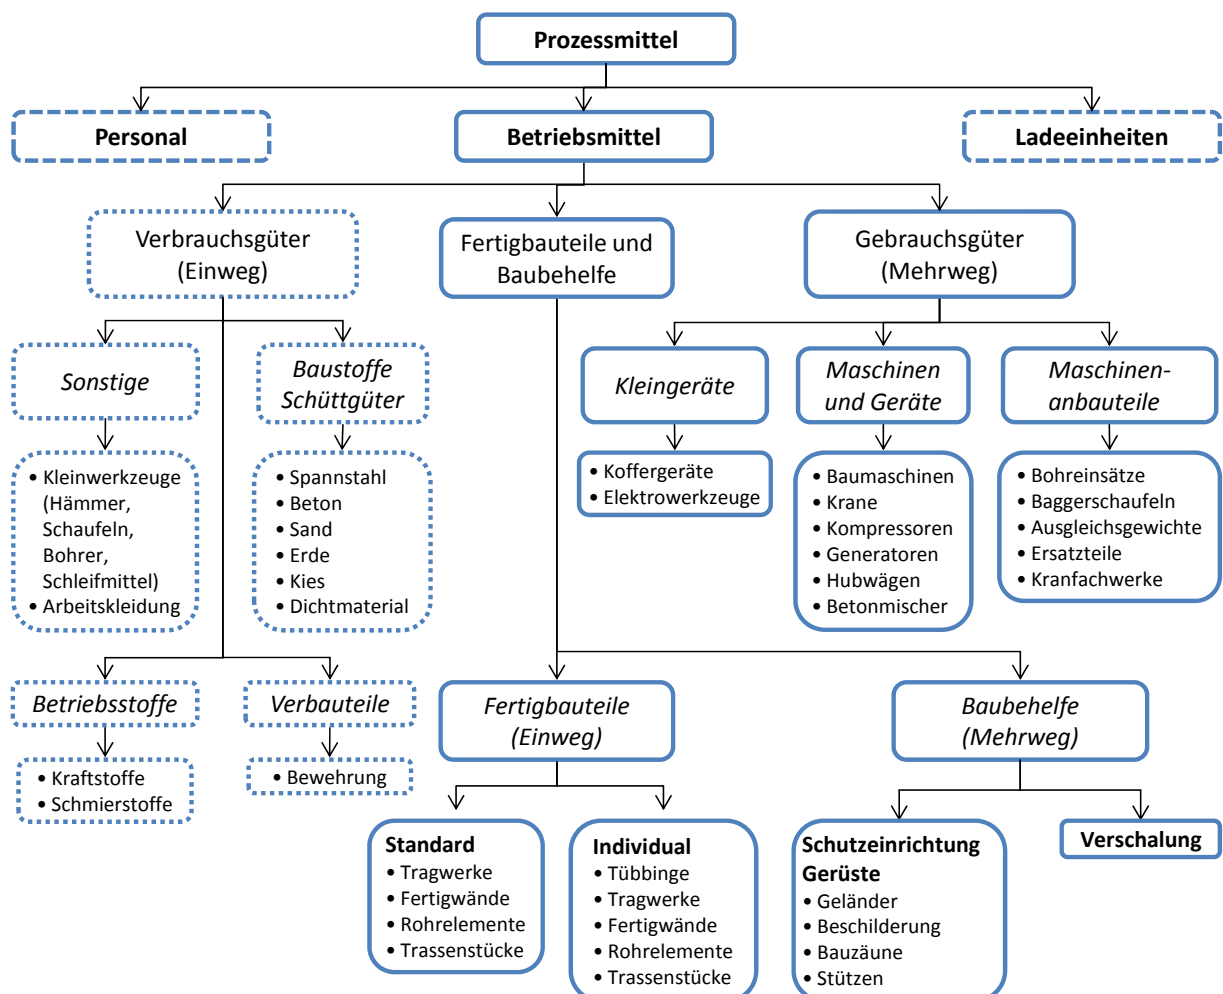 Prozessmittel
Personal
Betriebsmittel
Ladeeinheiten
Verbrauchsgüter
(Einweg)
Fertigbauteile und
Baubehelfe
Gebrauchsgüter
(Mehrweg)
Sonstige
Baustoffe
Schüttgüter
Kleingeräte
Maschinen
und Geräte
Maschinen-
anbauteile
• Kleinwerkzeuge
(Hämmer,
Schaufeln,
Bohrer,
Schleifmittel)
• Arbeitskleidung
• Spannstahl
• Beton
• Sand
• Erde
• Kies
• Dichtmaterial
• Koffergeräte
• Elektrowerkzeuge
• Baumaschinen
• Krane
• Kompressoren
• Generatoren
• Hubwägen
• Betonmischer
• Bohreinsätze
• Baggerschaufeln
• Ausgleichsgewichte
• Ersatzteile
• Kranfachwerke
Betriebsstoffe
Verbauteile
Fertigbauteile
(Einweg)
Baubehelfe
(Mehrweg)
• Kraftstoffe
• Schmierstoffe
• Bewehrung
Standard
• Tragwerke
• Fertigwände
• Rohrelemente
• Trassenstücke
Individual
• Tübbinge
• Tragwerke
• Fertigwände
• Rohrelemente
• Trassenstücke
Schutzeinrichtung
Gerüste
• Geländer
• Beschilderung
• Bauzäune
• Stützen
Verschalung